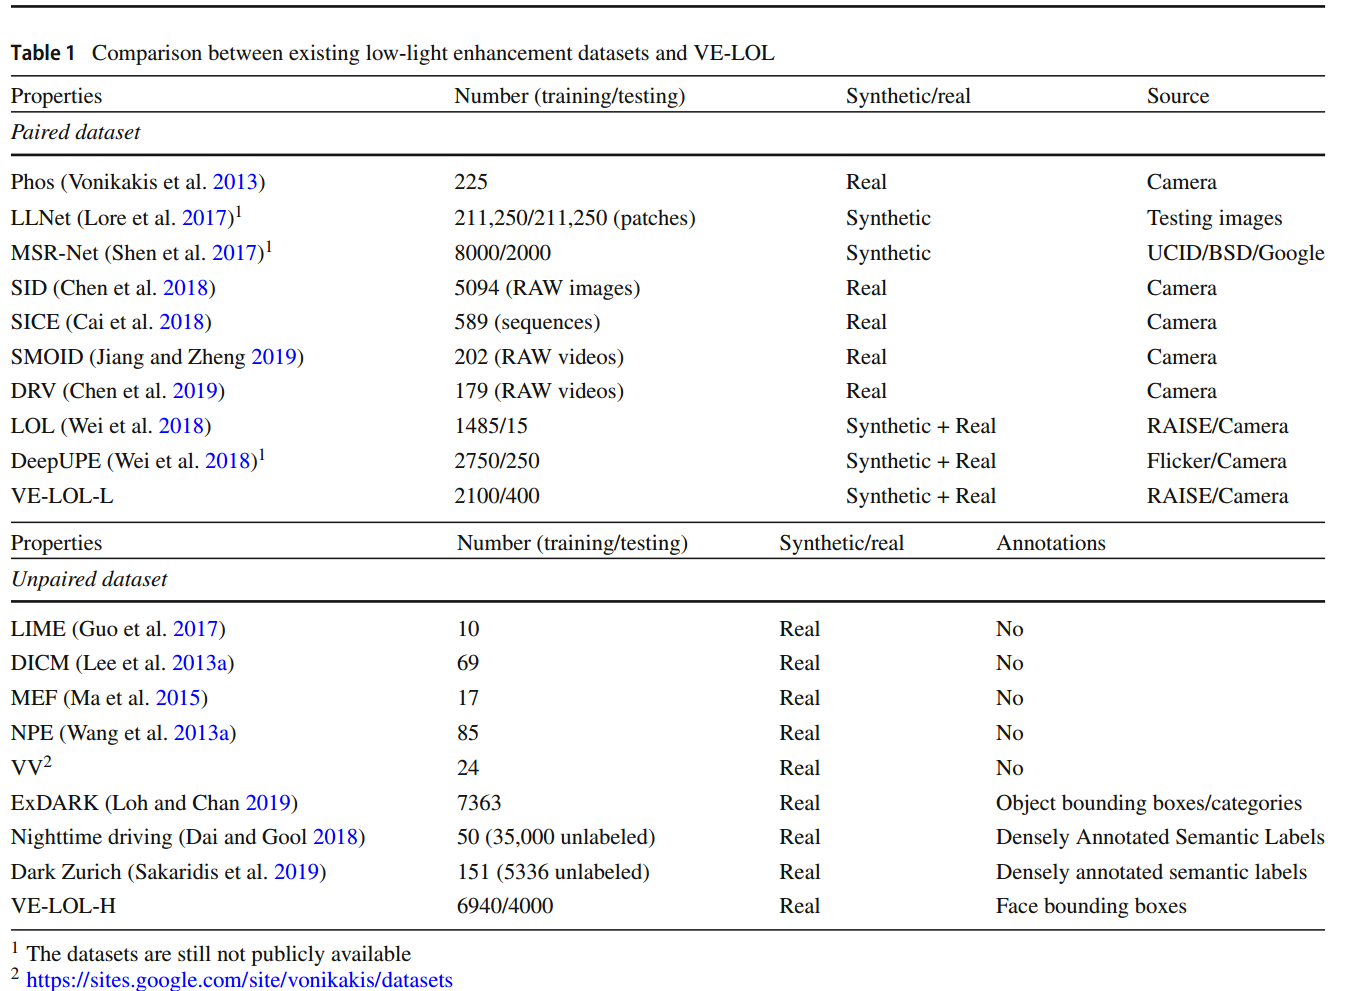 Table 1 Comparison between existing low-light enhancement datasets and VE-LOL
Properties Number (training/testing) Synthetic/real Source
Paired dataset
Phos (Vonikakis et al. 2013) 225 Real Camera
LLNet (Lore et al. 2017)1 211,250/211,250 (patches) Synthetic Testing images
MSR-Net (Shen et al. 2017)1 8000/2000 Synthetic UCID/BSD/Google
SID (Chen et al. 2018) 5094 (RAW images) Real Camera
SICE (Cai et al. 2018) 589 (sequences) Real Camera
SMOID (Jiang and Zheng 2019) 202 (RAW videos) Real Camera
DRV (Chen et al. 2019) 179 (RAW videos) Real Camera
LOL (Wei et al. 2018) 1485/15 Synthetic + Real RAISE/Camera
DeepUPE (Wei et al. 2018)1 2750/250 Synthetic + Real Flicker/Camera
VE-LOL-L 2100/400 Synthetic + Real RAISE/Camera
Properties Number (training/testing) Synthetic/real Annotations
Unpaired dataset
LIME (Guo et al. 2017) 10 Real No
DICM (Lee et al. 2013a) 69 Real No
MEF (Ma et al. 2015) 17 Real No
NPE (Wang et al. 2013a) 85 Real No
VV2 24 Real No
ExDARK (Loh and Chan 2019) 7363 Real Object bounding boxes/categories
Nighttime driving (Dai and Gool 2018) 50 (35,000 unlabeled) Real Densely Annotated Semantic Labels
Dark Zurich (Sakaridis et al. 2019) 151 (5336 unlabeled) Real Densely annotated semantic labels
VE-LOL-H 6940/4000 Real Face bounding boxes
1 The datasets are still not publicly available
2 https://sites.google.com/site/vonikakis/datasets